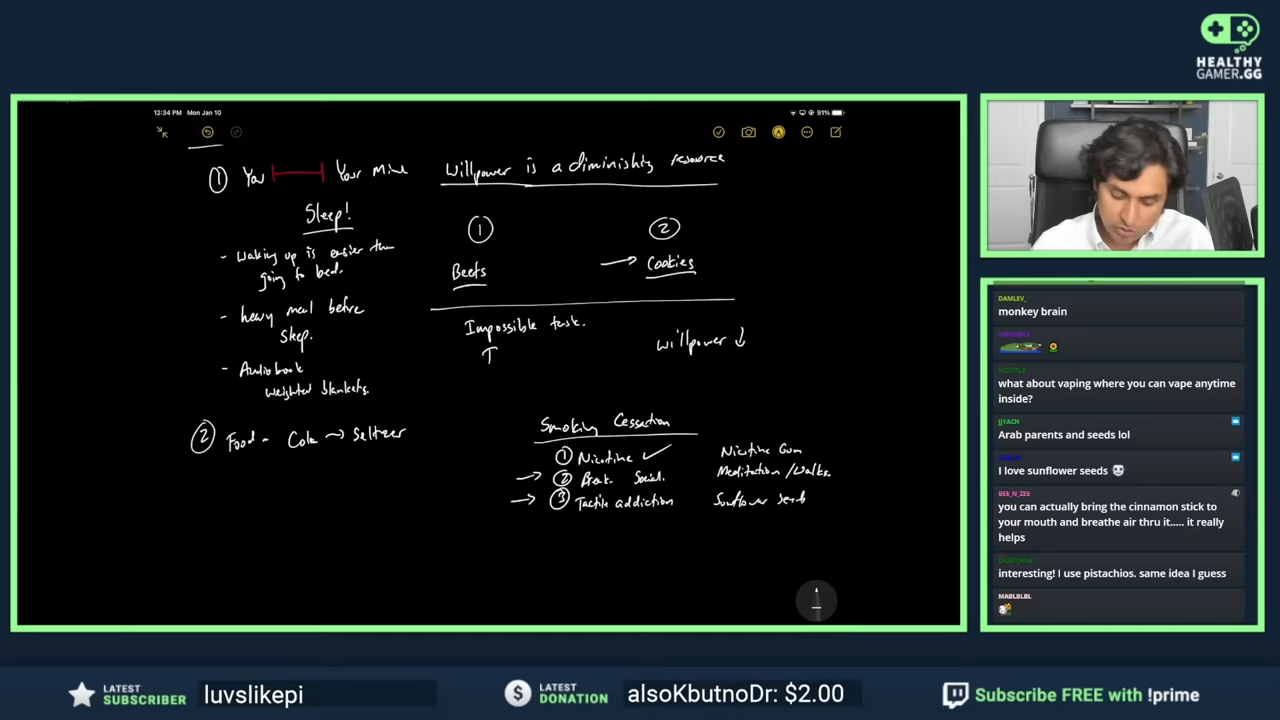 HEALTHY
GAMER.GG
12:34 PM Mon Jan 10
91%
① You Your Mind
Willpower is a diminishing resource
Sleep!
- Waking up is easier than
going to bed.
- heavy meal before
sleep.
- Audiobook
weighted blankets.
② Food - Coke → Seltzer
① ②
Beets → Cookies
Impossible task.
↑
willpower ↓
Smoking Cessation
① Nicotine ✓ Nicotine Gum
→ ② Break. Social. Meditation / Walks
→ ③ Tactile addiction Sunflower seeds
DAMLEV_
monkey brain
what about vaping where you can vape anytime
inside?
JJYACH
Arab parents and seeds lol
I love sunflower seeds
BEE_N_ZEE
you can actually bring the cinnamon stick to
your mouth and breathe air thru it..... it really
helps
interesting! I use pistachios. same idea I guess
MABLBLBL
LATEST
SUBSCRIBER
luvslikepi
LATEST
DONATION
alsoKbutnoDr: $2.00
Subscribe FREE with !prime